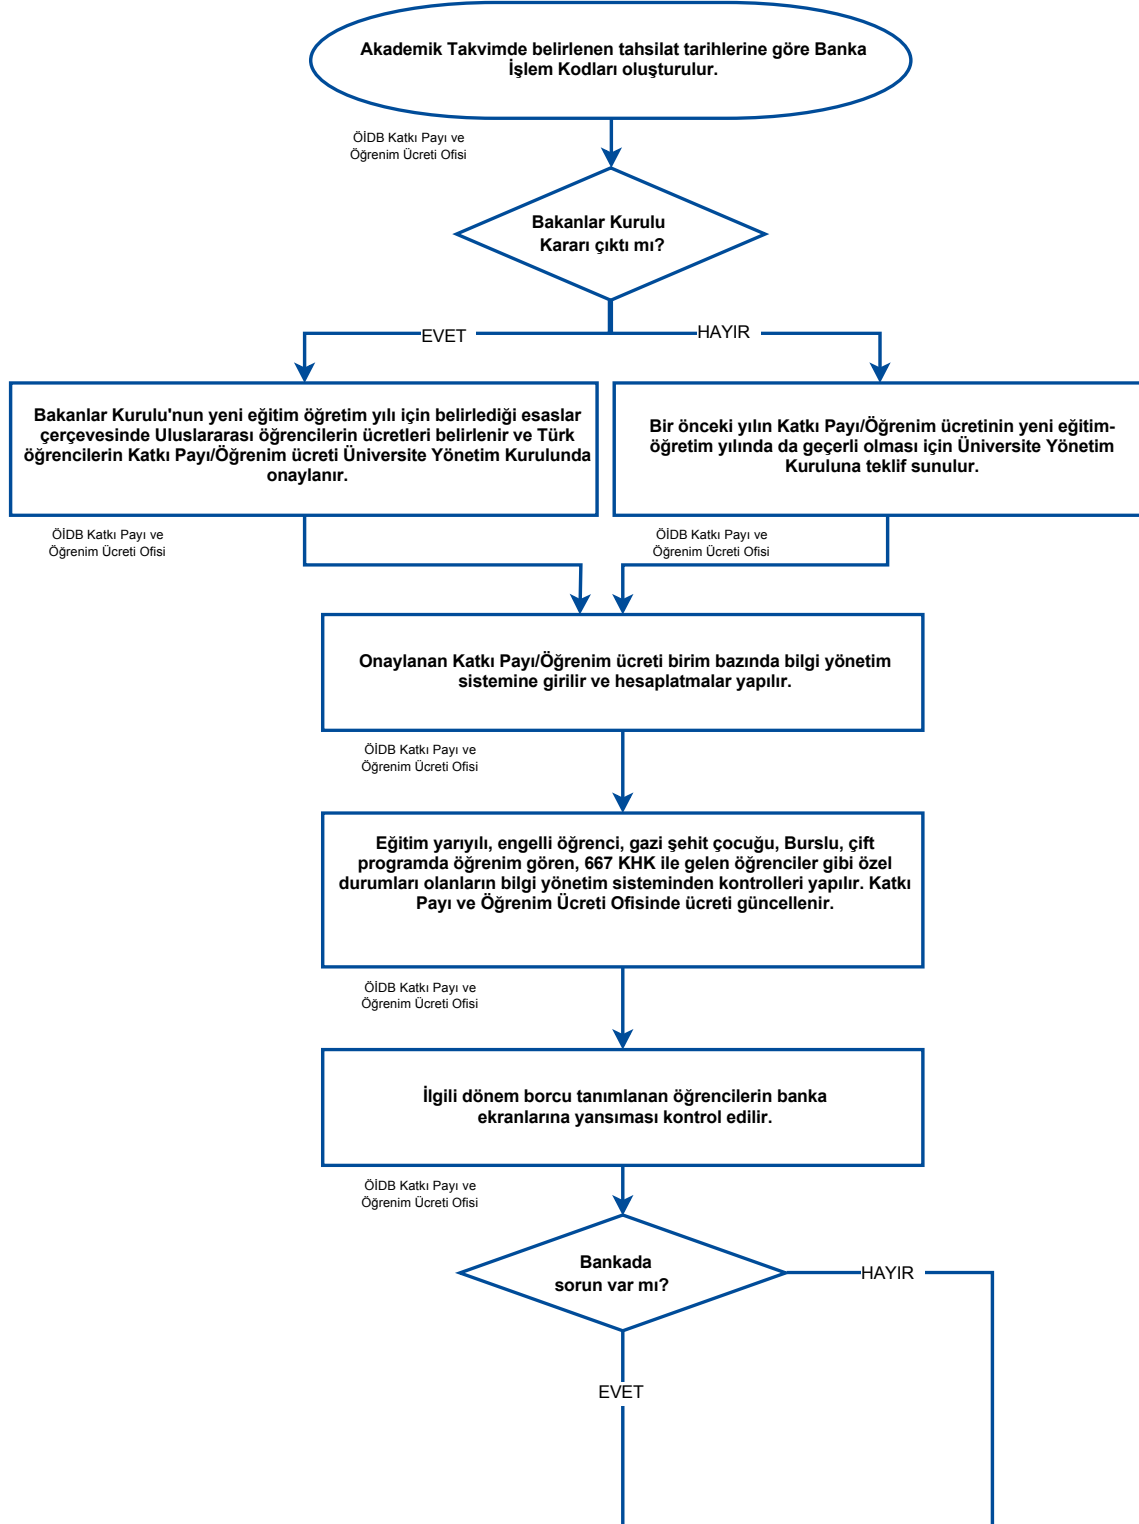 Akademik Takvimde belirlenen tahsilat tarihlerine göre Banka
İşlem Kodları oluşturulur.
ÖİDB Katkı Payı ve
Öğrenim Ücreti Ofisi
Bakanlar Kurulu
Kararı çıktı mı?
EVET
HAYIR
Bakanlar Kurulu'nun yeni eğitim öğretim yılı için belirlediği esaslar
çerçevesinde Uluslararası öğrencilerin ücretleri belirlenir ve Türk
öğrencilerin Katkı Payı/Öğrenim ücreti Üniversite Yönetim Kurulunda
onaylanır.
Bir önceki yılın Katkı Payı/Öğrenim ücretinin yeni eğitim-
öğretim yılında da geçerli olması için Üniversite Yönetim
Kuruluna teklif sunulur.
ÖİDB Katkı Payı ve
Öğrenim Ücreti Ofisi
ÖİDB Katkı Payı ve
Öğrenim Ücreti Ofisi
Onaylanan Katkı Payı/Öğrenim ücreti birim bazında bilgi yönetim
sistemine girilir ve hesaplatmalar yapılır.
ÖİDB Katkı Payı ve
Öğrenim Ücreti Ofisi
Eğitim yarıyılı, engelli öğrenci, gazi şehit çocuğu, Burslu, çift
programda öğrenim gören, 667 KHK ile gelen öğrenciler gibi özel
durumları olanların bilgi yönetim sisteminden kontrolleri yapılır. Katkı
Payı ve Öğrenim Ücreti Ofisinde ücreti güncellenir.
ÖİDB Katkı Payı ve
Öğrenim Ücreti Ofisi
İlgili dönem borcu tanımlanan öğrencilerin banka
ekranlarına yansıması kontrol edilir.
ÖİDB Katkı Payı ve
Öğrenim Ücreti Ofisi
Bankada
sorun var mı?
HAYIR
EVET